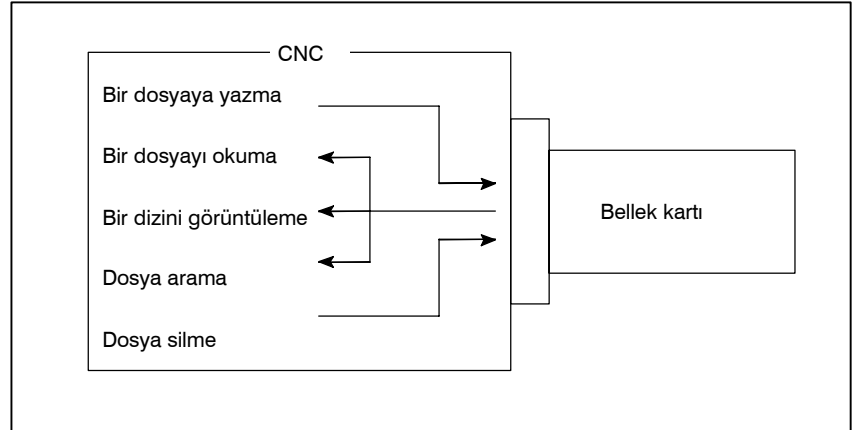 CNC
Bir dosyaya yazma
Bir dosyayı okuma
Bir dizini görüntüleme
Dosya arama
Dosya silme
Bellek kartı